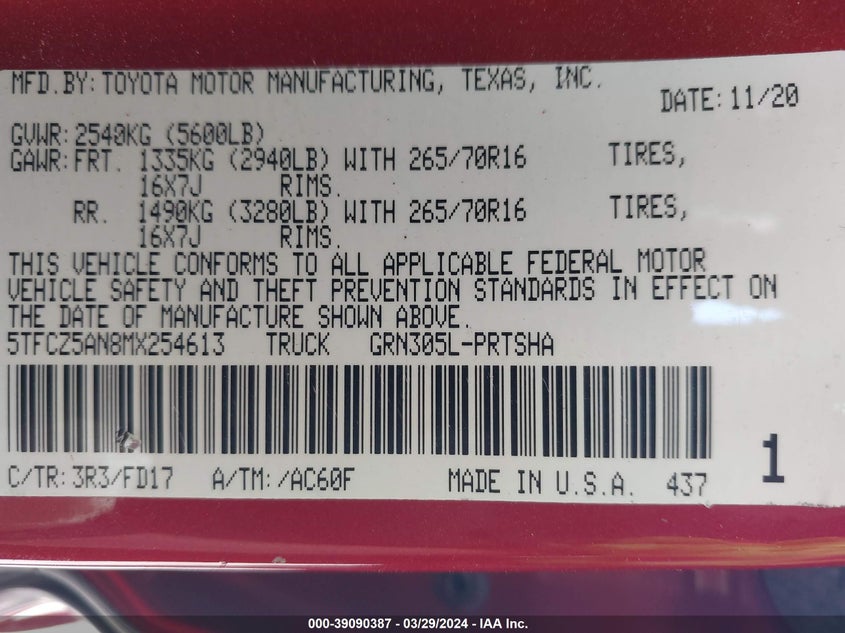 MFD.BY: TOYOTA MOTOR MANUFACTURING, TEXAS, INC.
DATE: 11/20
GVWR: 2540KG (5600LB)
GAWR: FRT. 1335KG (2940LB) WITH 265/70R16 TIRES,
16X7J RIMS.
RR. 1490KG (3280LB) WITH 265/70R16 TIRES,
16X7J RIMS.
THIS VEHICLE CONFORMS TO ALL APPLICABLE FEDERAL MOTOR
VEHICLE SAFETY AND THEFT PREVENTION STANDARDS IN EFFECT ON
THE DATE OF MANUFACTURE SHOWN ABOVE.
5TFCZ5AN8MX254613 TRUCK GRN305L-PRTSHA
C/TR: 3R3/FD17 A/TM: /AC60F MADE IN U.S.A. 437 1
000-39090387 - 03/29/2024 - IAA Inc.